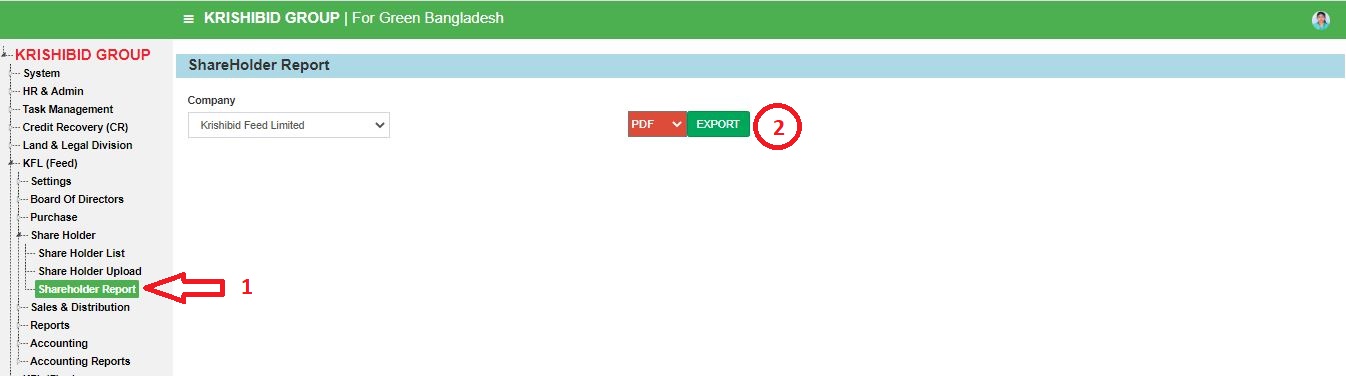 ≡ KRISHIBID GROUP | For Green Bangladesh
KRISHIBID GROUP
System
HR & Admin
Task Management
Credit Recovery (CR)
Land & Legal Division
KFL (Feed)
Settings
Board Of Directors
Purchase
Share Holder
Share Holder List
Share Holder Upload
Shareholder Report
1
Sales & Distribution
Reports
Accounting
Accounting Reports
ShareHolder Report
Company
Krishibid Feed Limited
PDF
EXPORT
2